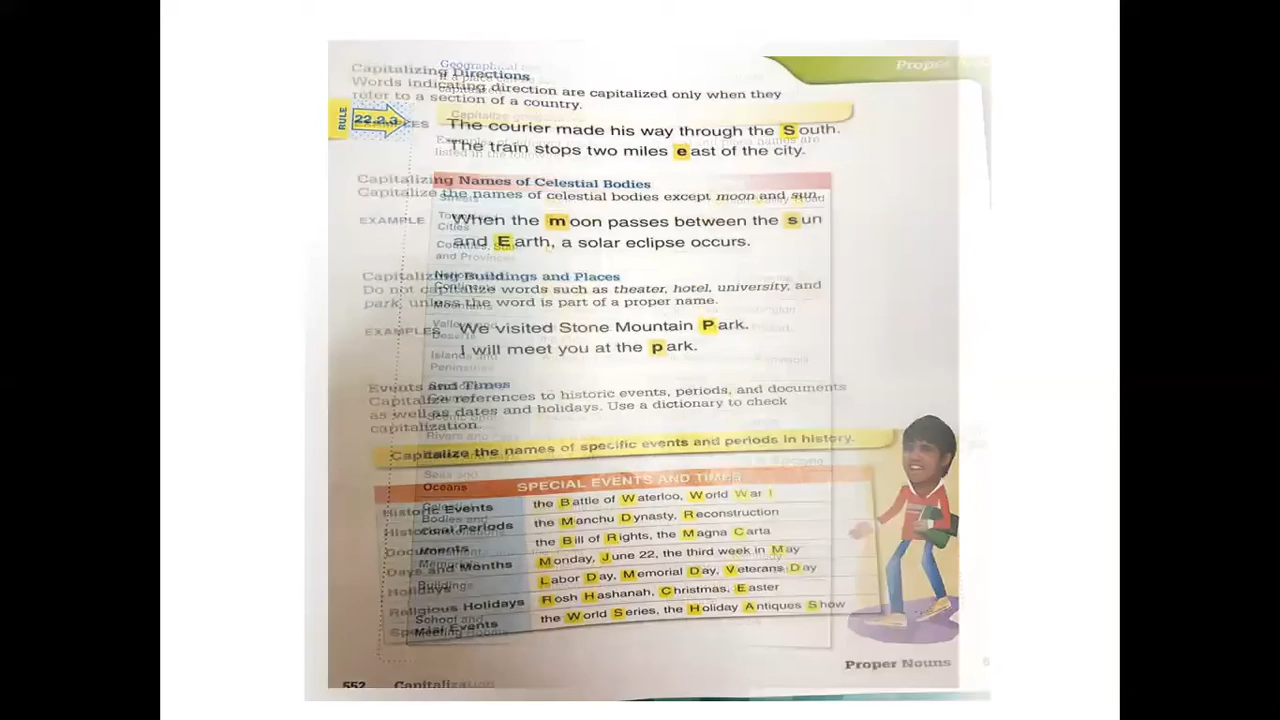 Proper
Geographical
Capitalizing Directions
Words indicating direction are capitalized only when they
refer to a section of a country.
RULE
22.2.3
EXAMPLES
The courier made his way through the South.
The train stops two miles east of the city.
Capitalizing Names of Celestial Bodies
Capitalize the names of celestial bodies except moon and sun.
EXAMPLE
When the moon passes between the sun
and Earth, a solar eclipse occurs.
Cities
and Provinces
Capitalizing Buildings and Places
Do not capitalize words such as theater, hotel, university, and
park, unless the word is part of a proper name.
Mountains
EXAMPLES
We visited Stone Mountain Park.
I will meet you at the park.
Deserts
Islands and
Peninsulas
Events and Times
Capitalize references to historic events, periods, and documents
as well as dates and holidays. Use a dictionary to check
capitalization.
Rivers and
Capitalize the names of specific events and periods in history.
Seas and
Oceans
SPECIAL EVENTS AND TIMES
Historic Events
the Battle of Waterloo, World War I
Bodies and
Historical Periods
the Manchu Dynasty, Reconstruction
Documents
the Bill of Rights, the Magna Carta
Days and Months
Monday, June 22, the third week in May
Buildings
Holidays
Labor Day, Memorial Day, Veterans Day
Religious Holidays
Rosh Hashanah, Christmas, Easter
School and
Meeting Rooms
Special Events
the World Series, the Holiday Antiques Show
Proper Nouns
552
Capitalization